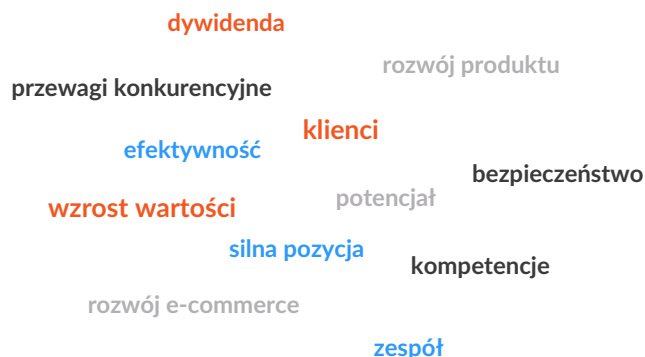 dywidenda
rozwój produktu
przewagi konkurencyjne
klienci
efektywność
bezpieczeństwo
potencjał
wzrost wartości
silna pozycja
kompetencje
rozwój e-commerce
zespół